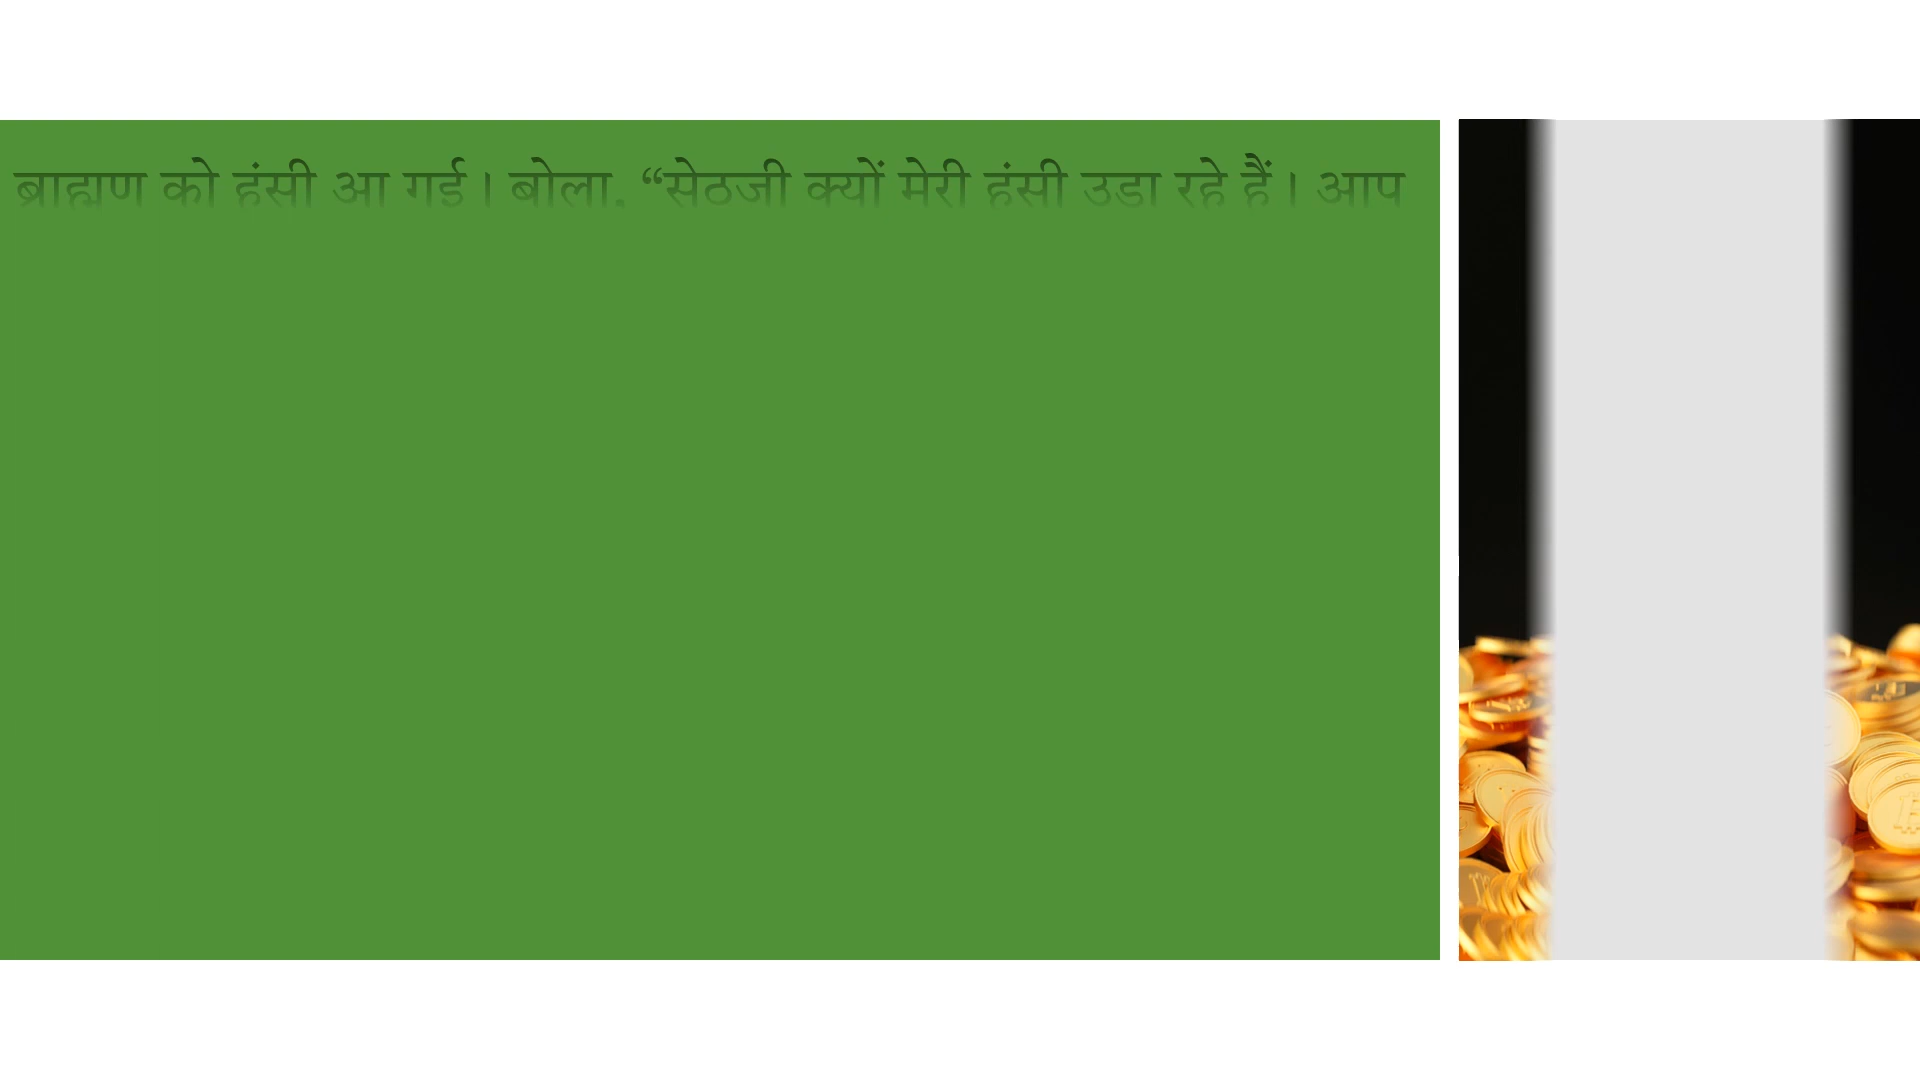 ब्राह्मण को हंसी आ गई। बोला, “सेठजी क्यों मेरी हंसी उडा रहे हैं। आप